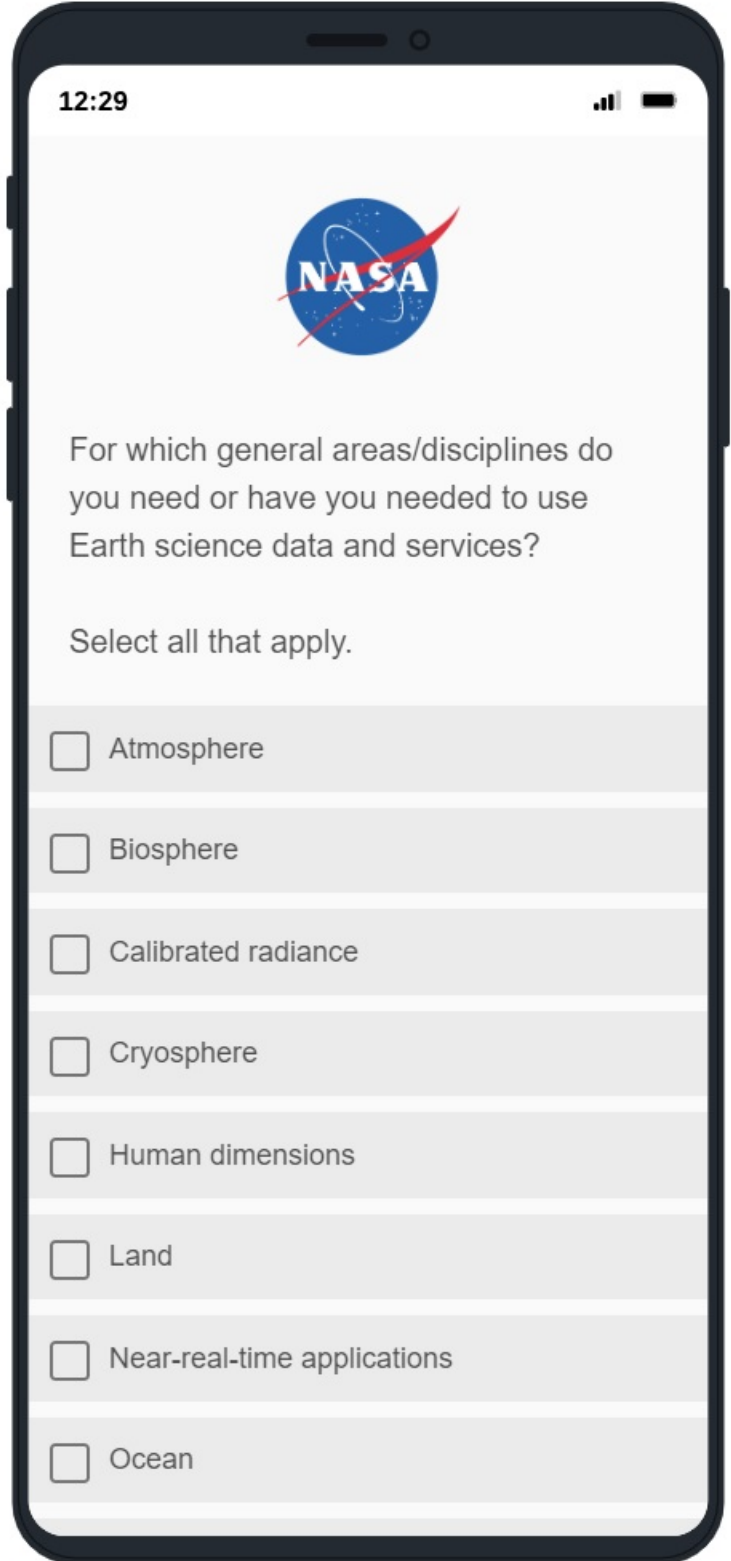 12:29
NASA
For which general areas/disciplines do
you need or have you needed to use
Earth science data and services?
Select all that apply.
Atmosphere
Biosphere
Calibrated radiance
Cryosphere
Human dimensions
Land
Near-real-time applications
Ocean